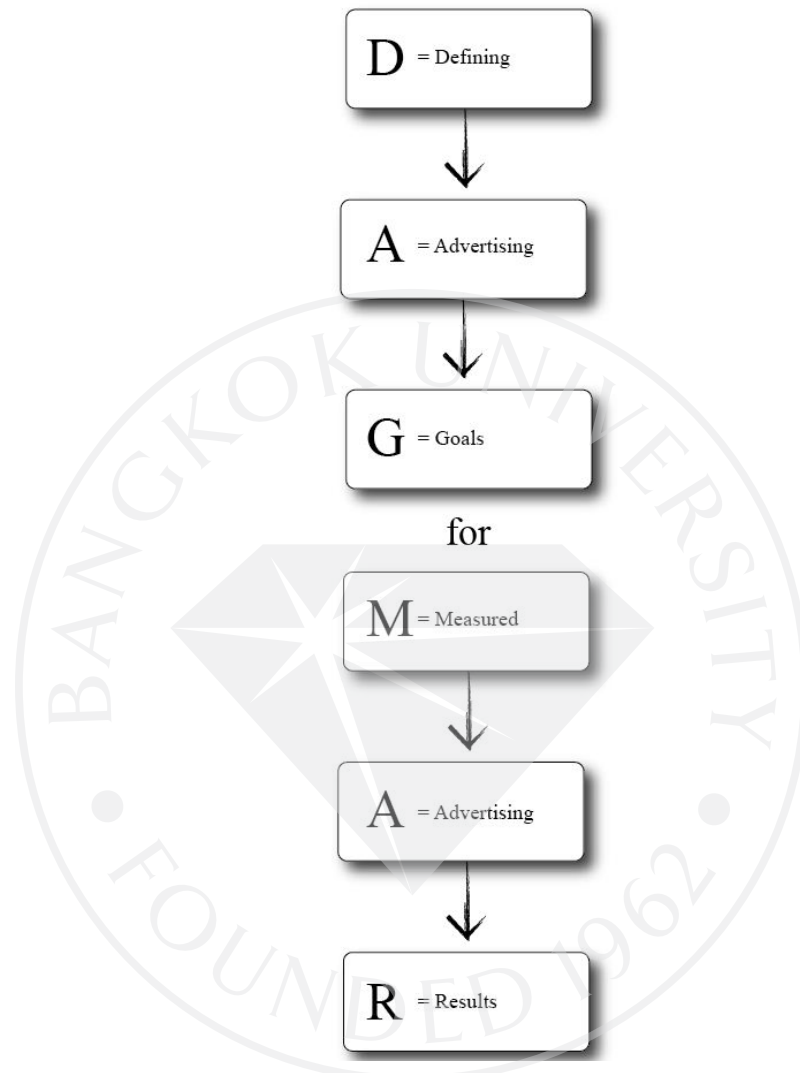 D = Defining
A = Advertising
G = Goals
for
M = Measured
A = Advertising
R = Results
BANGKOK UNIVERSITY
FOUNDED 1962